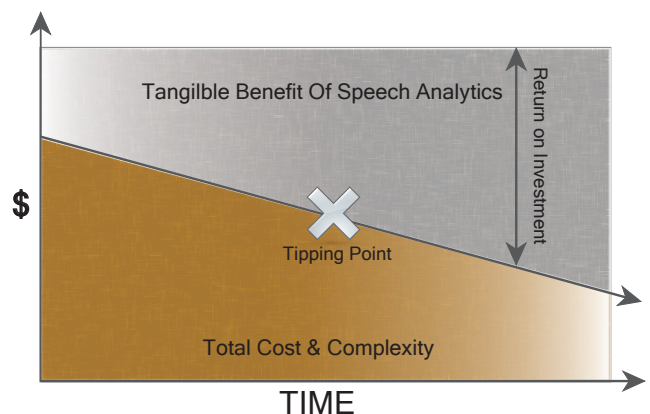 Tangilble Benefit Of Speech Analytics
Return on Investment
$
Tipping Point
Total Cost & Complexity
TIME